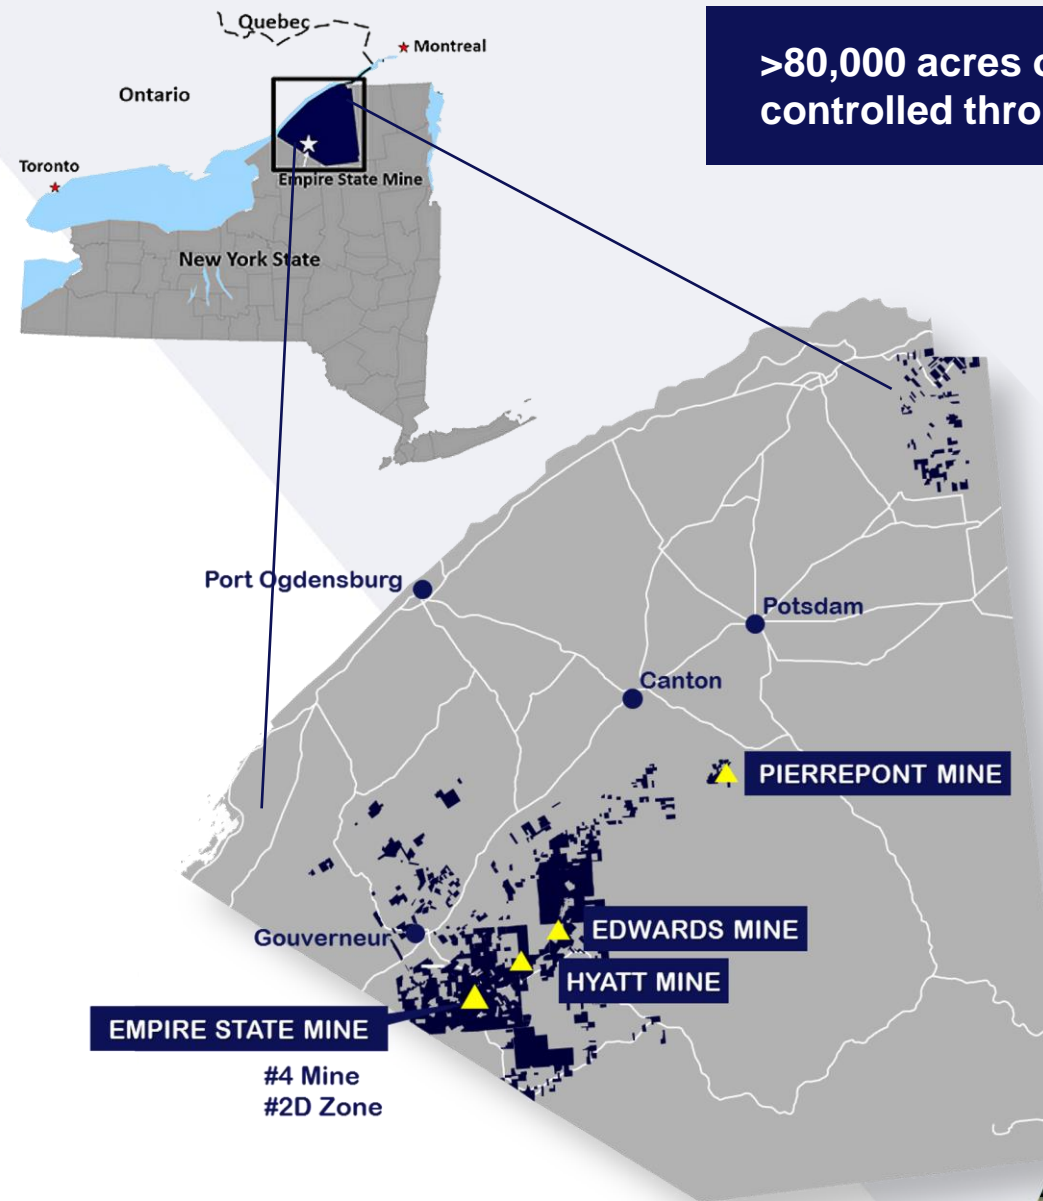 Quebec
Montreal
>80,000 acres
controlled
Ontario
Toronto
Empire State Mine
New York State
Port Ogdensburg
Potsdam
Canton
PIERREPONT MINE
EDWARDS MINE
Gouverneur
HYATT MINE
EMPIRE STATE MINE
#4 Mine
#2D Zone